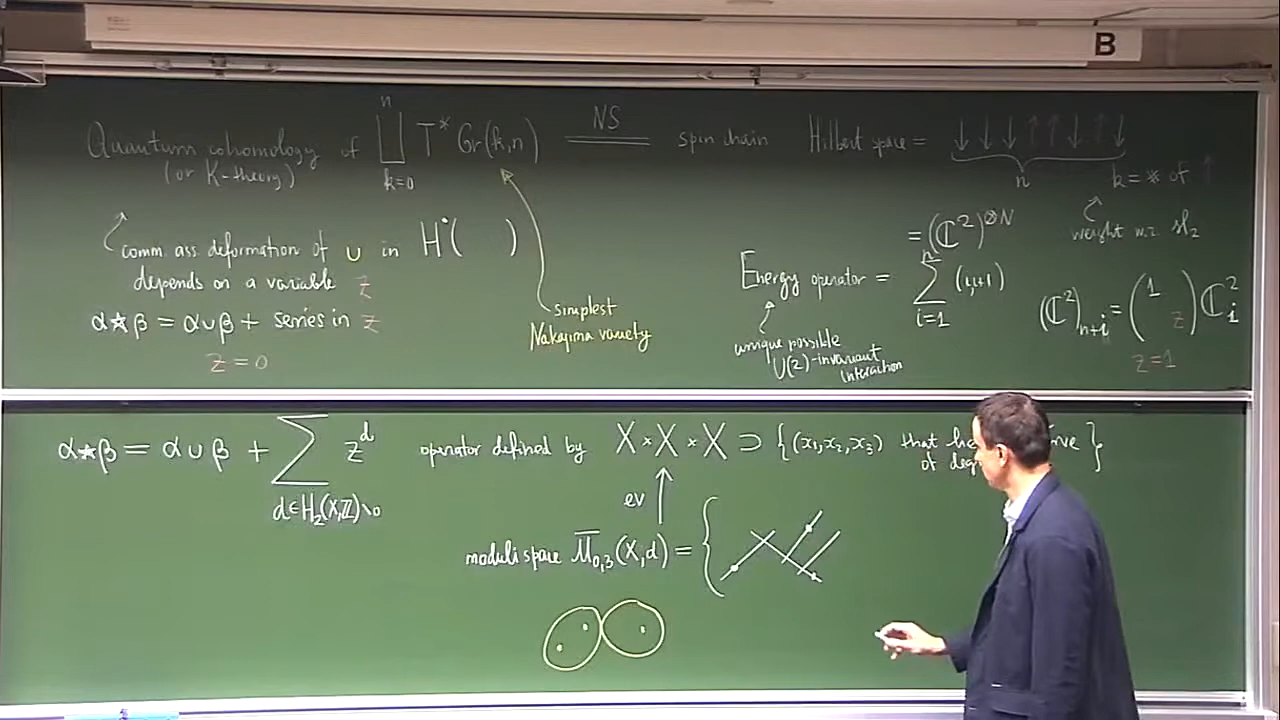 B
Quantum cohomology of ∐_{k=0}^{n} T* Gr(k,n) NS spin chain Hilbert space = ↓↓↓↑↑↓↑↓
(or K-theory)
n
k = * of ↑
weight w.r. sl₂
comm. ass. deformation of ∪ in H˙( )
depends on a variable z
α★β = α∪β + series in z
z = 0
simplest
Nakajima variety
= (ℂ²)^{⊗N}
Energy operator = ∑_{i=1}^{n} (i,i+1)
(ℂ²)_{n+i} = (1 z) ℂ²_i
z = 1
unique possible
U(2)-invariant
interaction
α★β = α∪β + ∑_{d∈H₂(X,ℤ)\0} z^d operator defined by X × X × X ⊃ {(x₁,x₂,x₃) that }
of
ev
moduli space M̅_{0,3}(X,d) = {